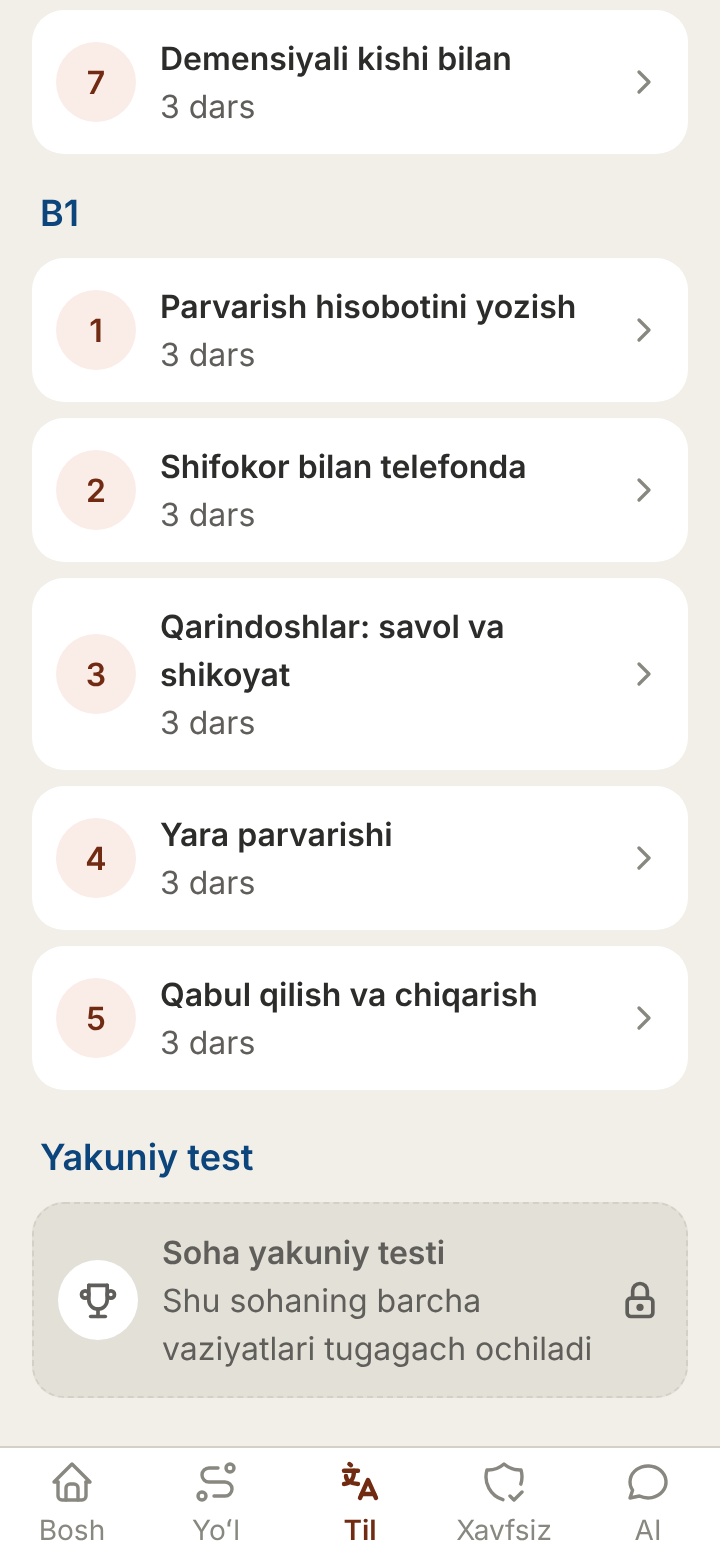 7
Demensiyali kishi bilan
3 dars
B1
1
Parvarish hisobotini yozish
3 dars
2
Shifokor bilan telefonda
3 dars
3
Qarindoshlar: savol va
shikoyat
3 dars
4
Yara parvarishi
3 dars
5
Qabul qilish va chiqarish
3 dars
Yakuniy test
Soha yakuniy testi
Shu sohaning barcha
vaziyatlari tugagach ochiladi
Bosh
Yoʻl
Til
Xavfsiz
AI